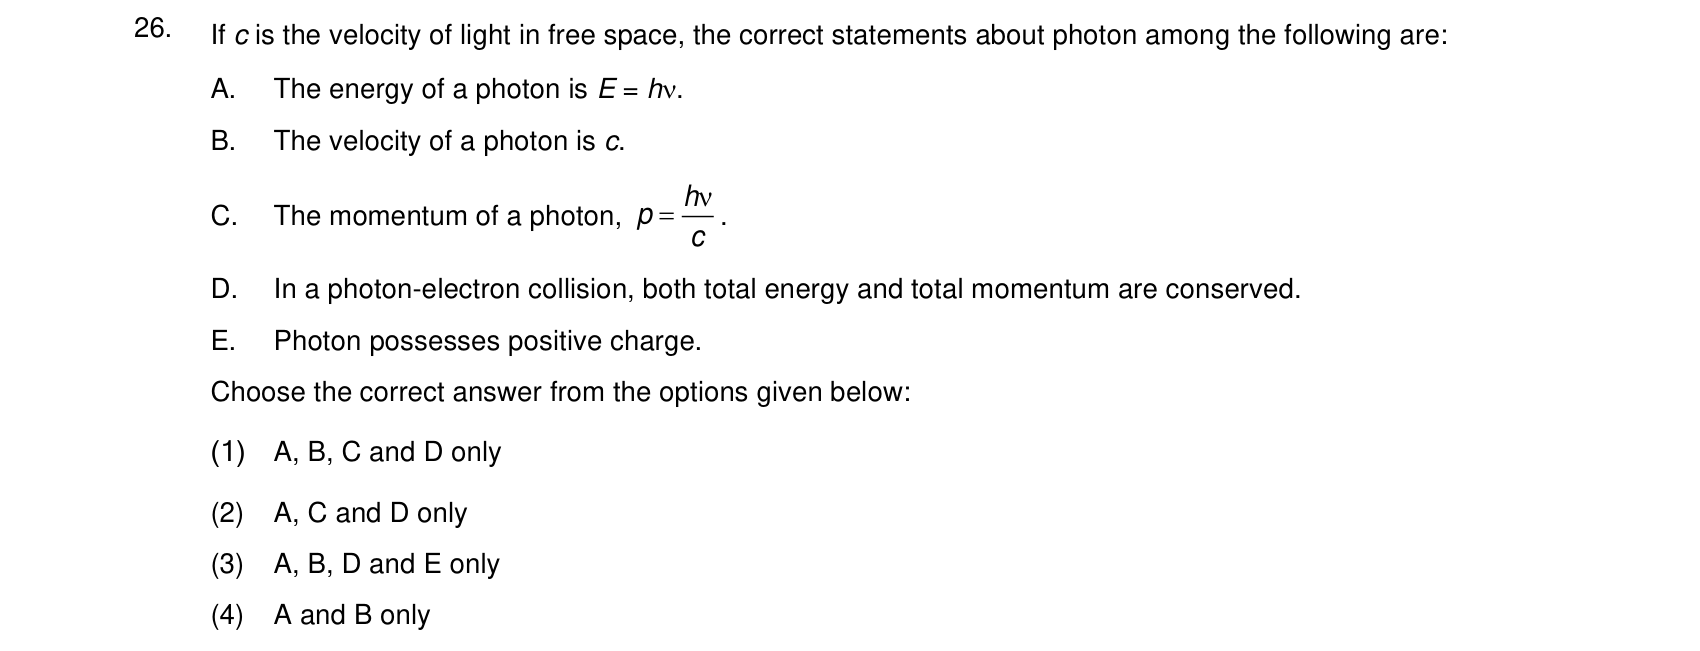 26. If c is the velocity of light in free space, the correct statements about photon among the following are:
A. The energy of a photon is E = hν.
B. The velocity of a photon is c.
C. The momentum of a photon, p = hν/c.
D. In a photon-electron collision, both total energy and total momentum are conserved.
E. Photon possesses positive charge.
Choose the correct answer from the options given below:
(1) A, B, C and D only
(2) A, C and D only
(3) A, B, D and E only
(4) A and B only